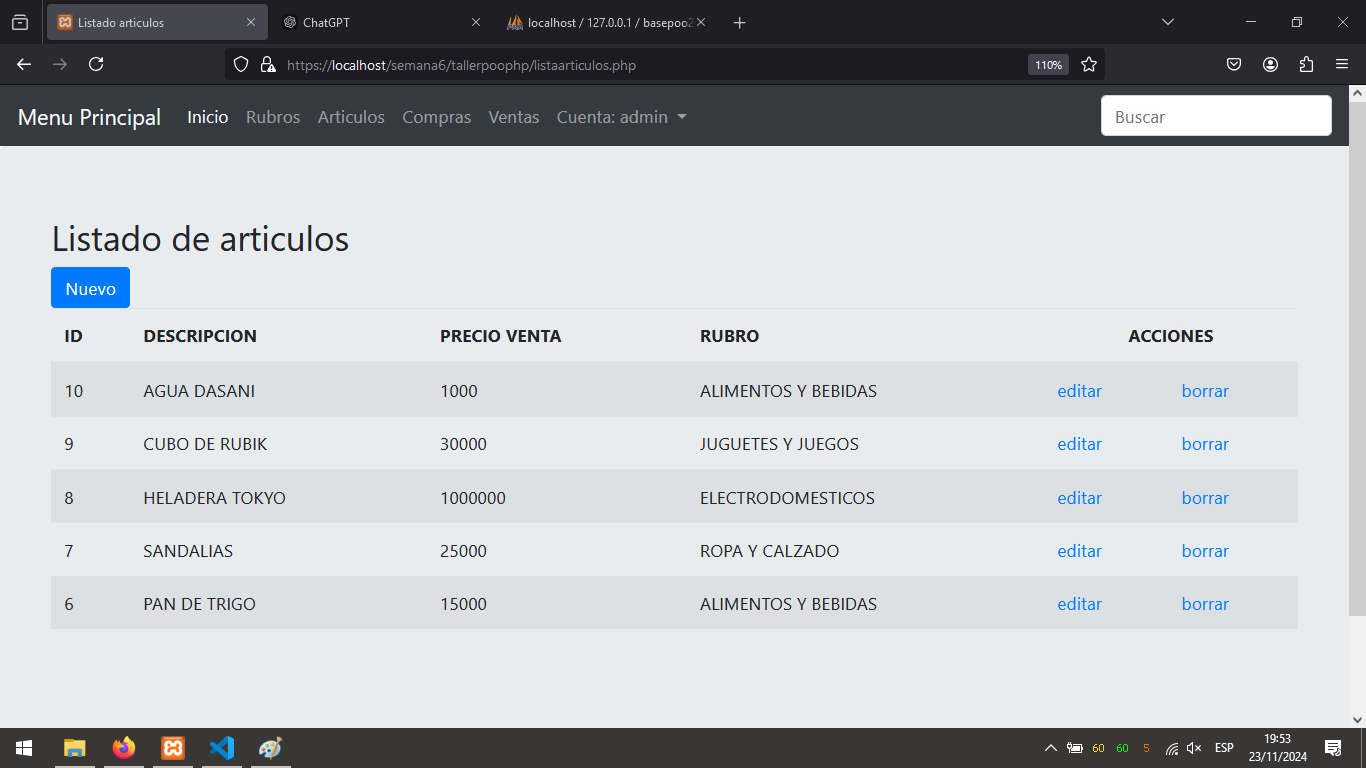 Listado articulos
ChatGPT
localhost / 127.0.0.1 / basepoo2
https://localhost/semana6/tallerpoophp/listaarticulos.php
110%
Menu Principal Inicio Rubros Articulos Compras Ventas Cuenta: admin
Buscar
Listado de articulos
Nuevo
ID DESCRIPCION PRECIO VENTA RUBRO ACCIONES
10 AGUA DASANI 1000 ALIMENTOS Y BEBIDAS editar borrar
9 CUBO DE RUBIK 30000 JUGUETES Y JUEGOS editar borrar
8 HELADERA TOKYO 1000000 ELECTRODOMESTICOS editar borrar
7 SANDALIAS 25000 ROPA Y CALZADO editar borrar
6 PAN DE TRIGO 15000 ALIMENTOS Y BEBIDAS editar borrar
60 60 5 ESP 19:53
23/11/2024